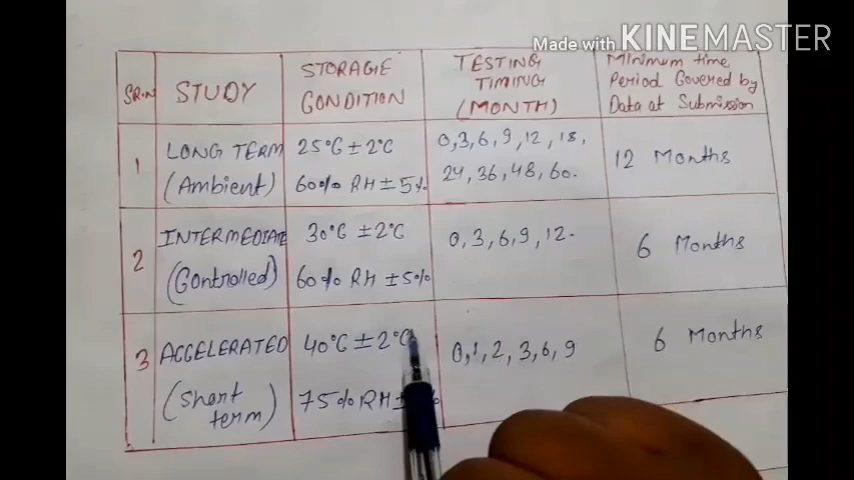 Made with KINEMASTER
SR.N
STUDY
STORAGE
CONDITION
TESTING
TIMING
(MONTH)
Minimum time
Period Covered by
Data at Submission
1
LONG TERM
(Ambient)
25°C ± 2°C
60% RH ± 5%
0,3,6,9,12,18,
24,36,48,60.
12 Months
2
INTERMEDIATE
(Controlled)
30°C ± 2°C
60% RH ± 5%
0,3,6,9,12-
6 Months
3
ACCELERATED
(Short
term)
40°C ± 2°C
75% RH ± %
0,1,2,3,6,9
6 Months